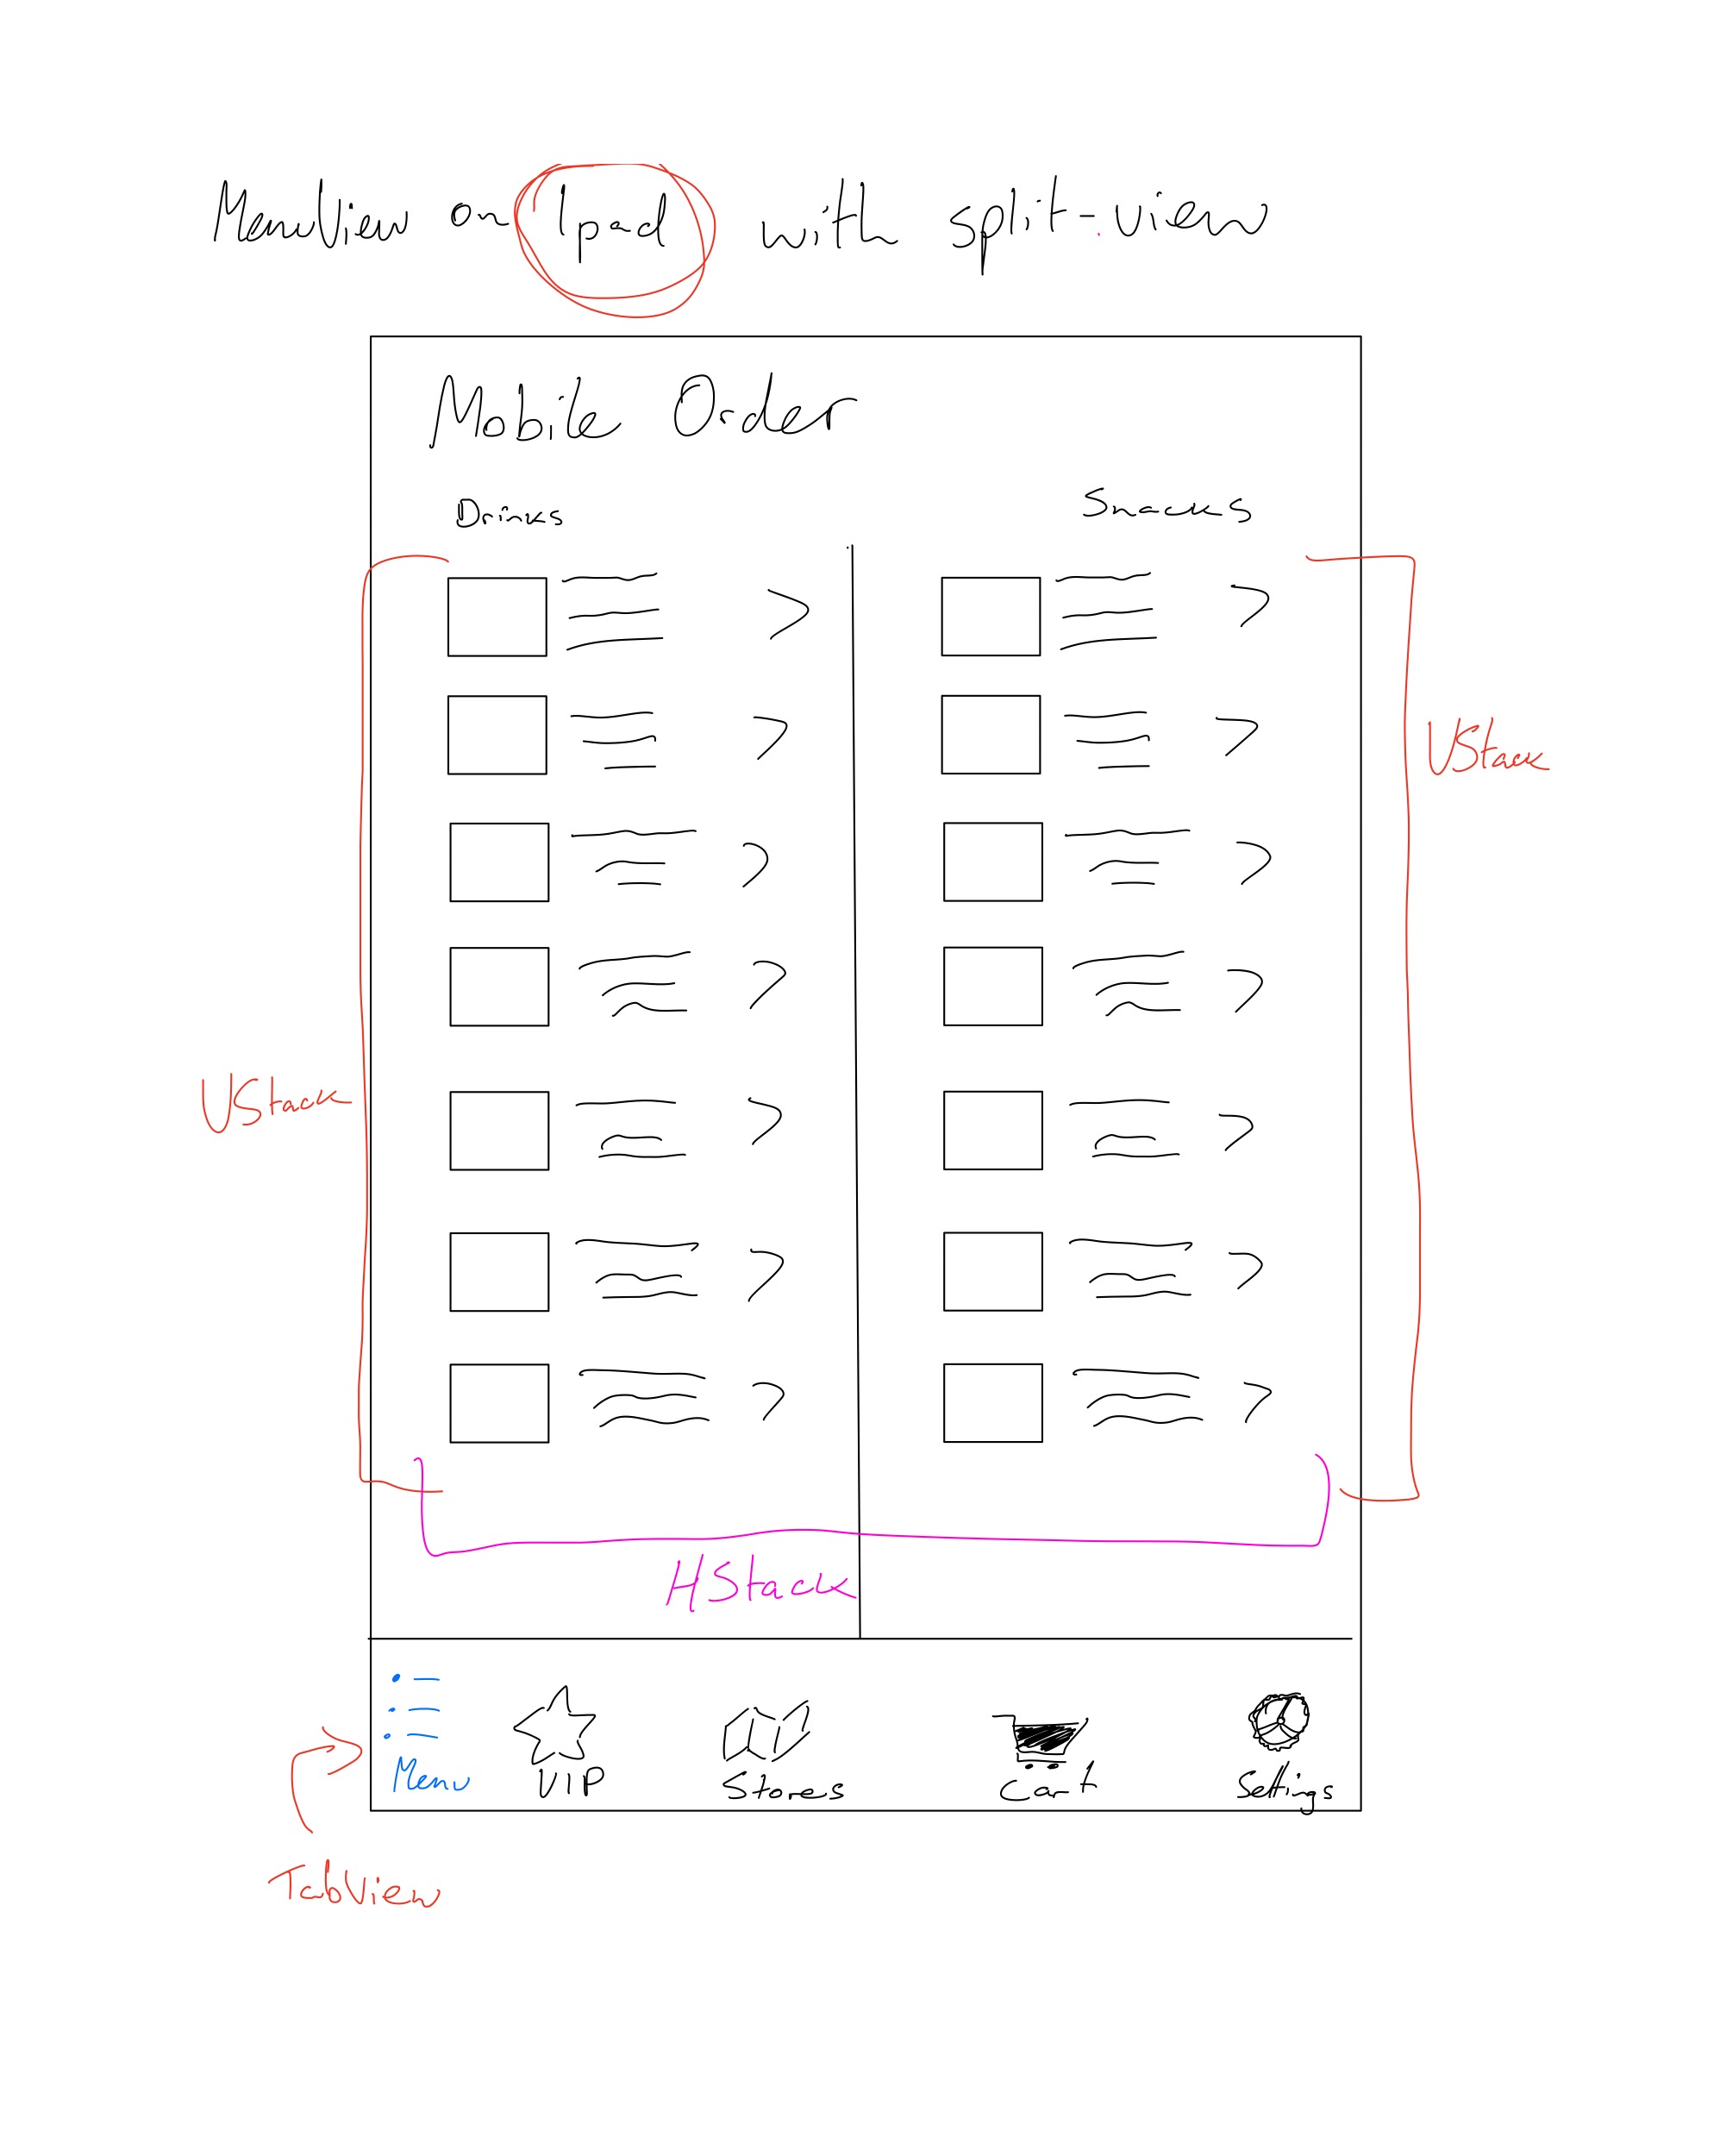 MenuView on Ipad with split-view
Mobile Order
Drinks
Snacks
VStack
VStack
HStack
Menu
VIP
Stores
Cart
Settings
TabView